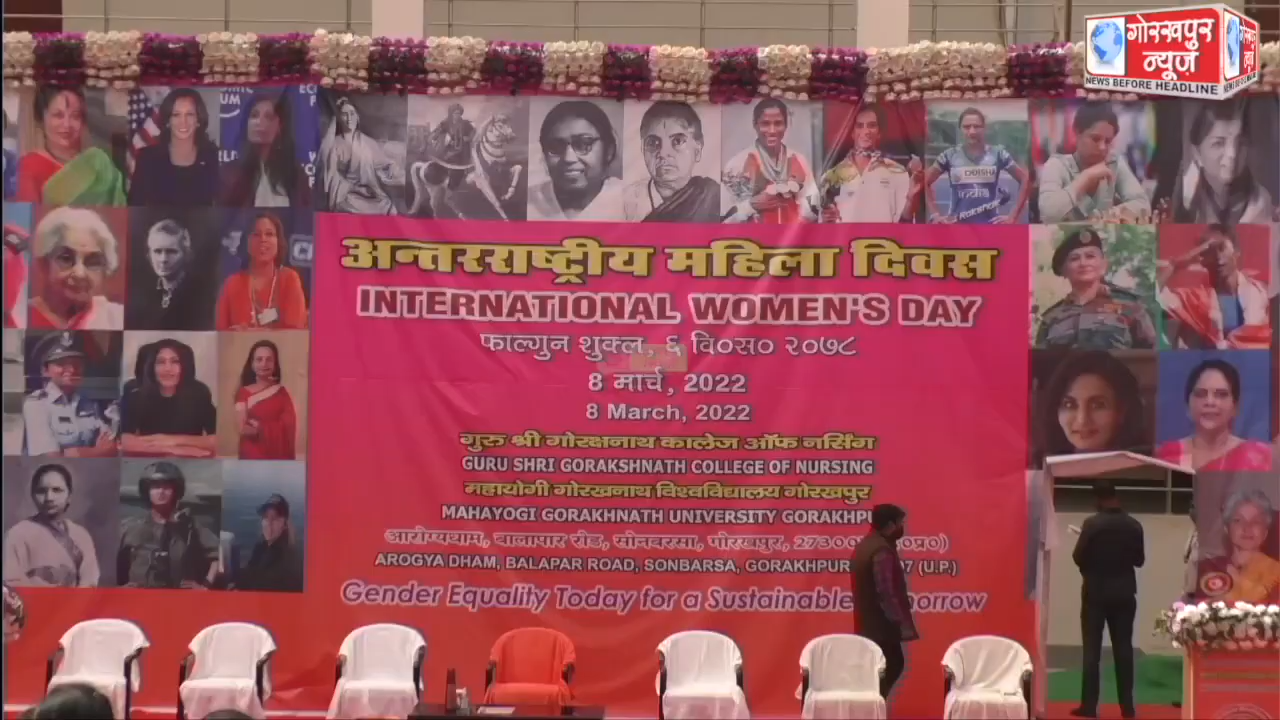 गोरखपुर
न्यूज़
NEWS BEFORE HEADLINE
अन्तरराष्ट्रीय महिला दिवस
INTERNATIONAL WOMEN'S DAY
फाल्गुन शुक्ल, ६ वि०स० २०७८
8 मार्च, 2022
8 March, 2022
गुरु श्री गोरक्षनाथ कालेज ऑफ नर्सिंग
GURU SHRI GORAKSHNATH COLLEGE OF NURSING
महायोगी गोरखनाथ विश्वविद्यालय गोरखपुर
MAHAYOGI GORAKHNATH UNIVERSITY
आरोग्यधाम, बालापार रोड, सोनबरसा, गोरखपुर,
AROGYA DHAM, BALAPAR ROAD, SONBARSA, GORAKHPUR (U.P.)
Gender Equality Today for a Sustainable
ODISHA
India